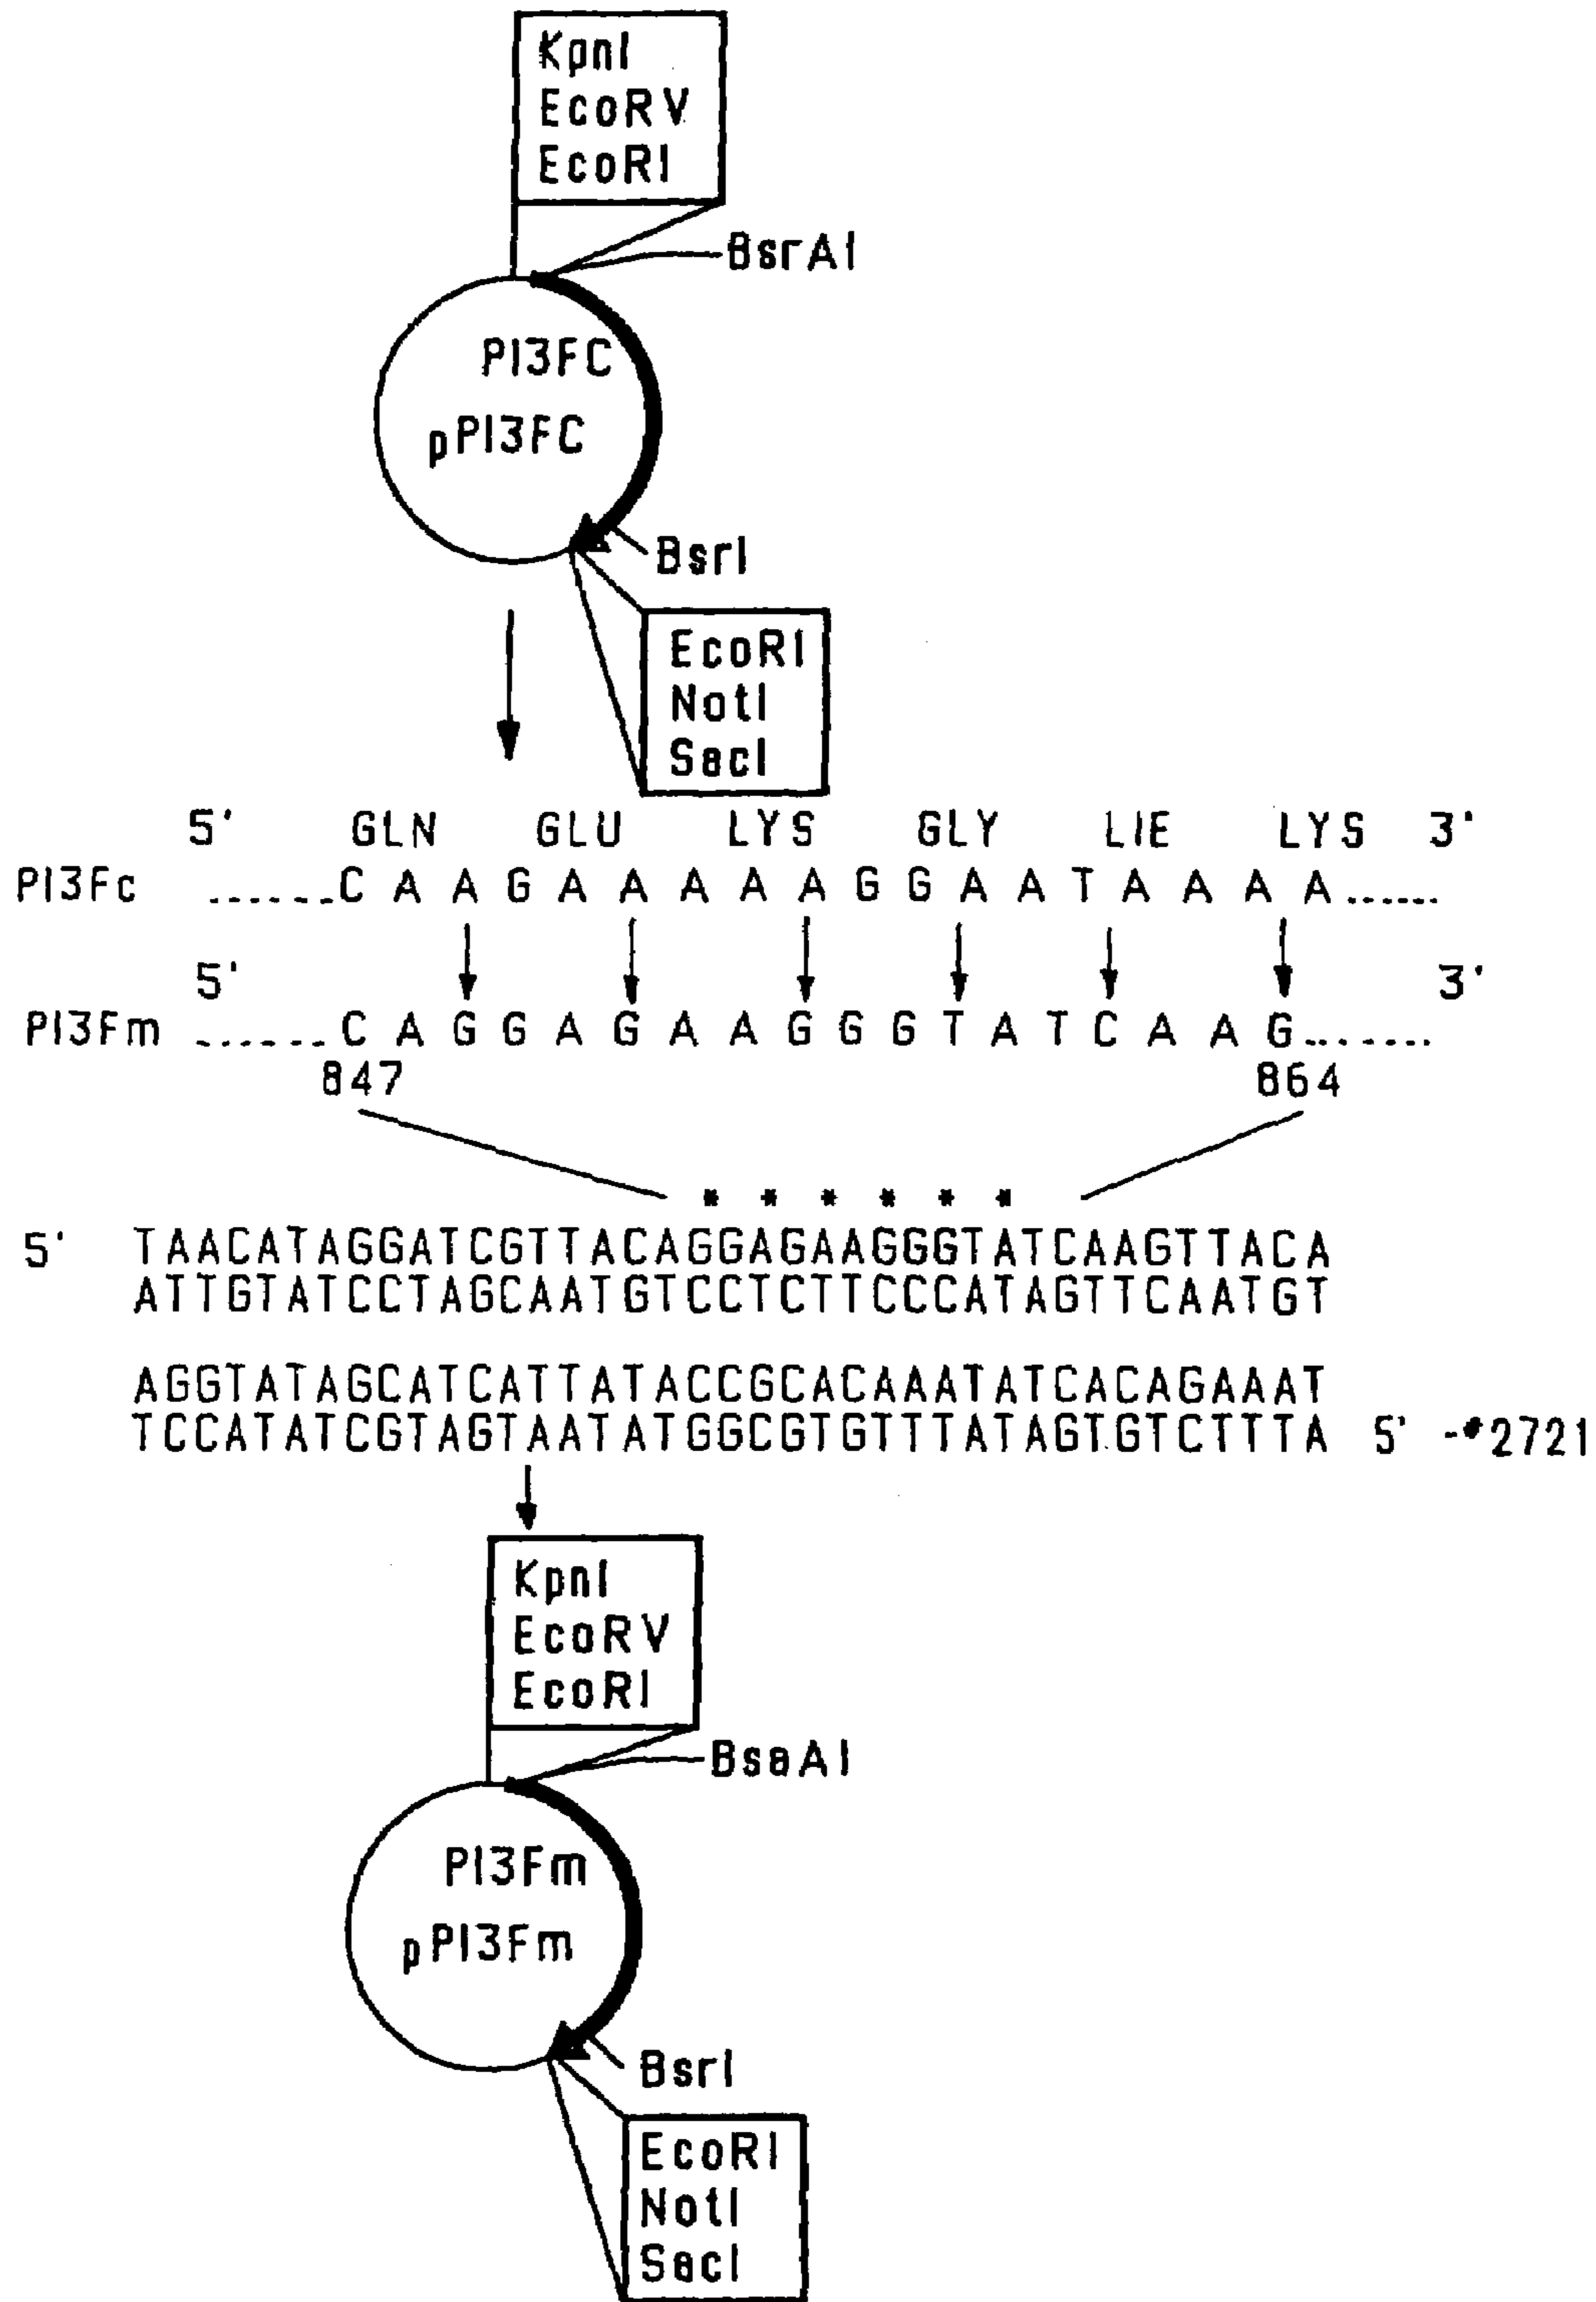 KpnI
EcoRV
EcoRI
BsrAI
PI3FC
pPI3FC
BsrI
EcoRI
NotI
SacI
5' GLN GLU LYS GLY LIE LYS 3'
PI3Fc ......C A A G A A A A A G G A A T A A A A......
5' 3'
PI3Fm .......C A G G A G A A G G G T A T C A A G.......
847 864
* * * * * *
5' TAACATAGGATCGTTACAGGAGAAGGGTATCAAGTTACA
ATTGTATCCTAGCAATGTCCTCTTCCCATAGTTCAATGT
AGGTATAGCATCATTATACCGCACAAATATCACAGAAAT
TCCATATCGTAGTAATATGGCGTGTTTATAGTGTCTTTA 5' -#2721
KpnI
EcoRV
EcoRI
BsaAI
PI3Fm
pPI3Fm
BsrI
EcoRI
NotI
SacI